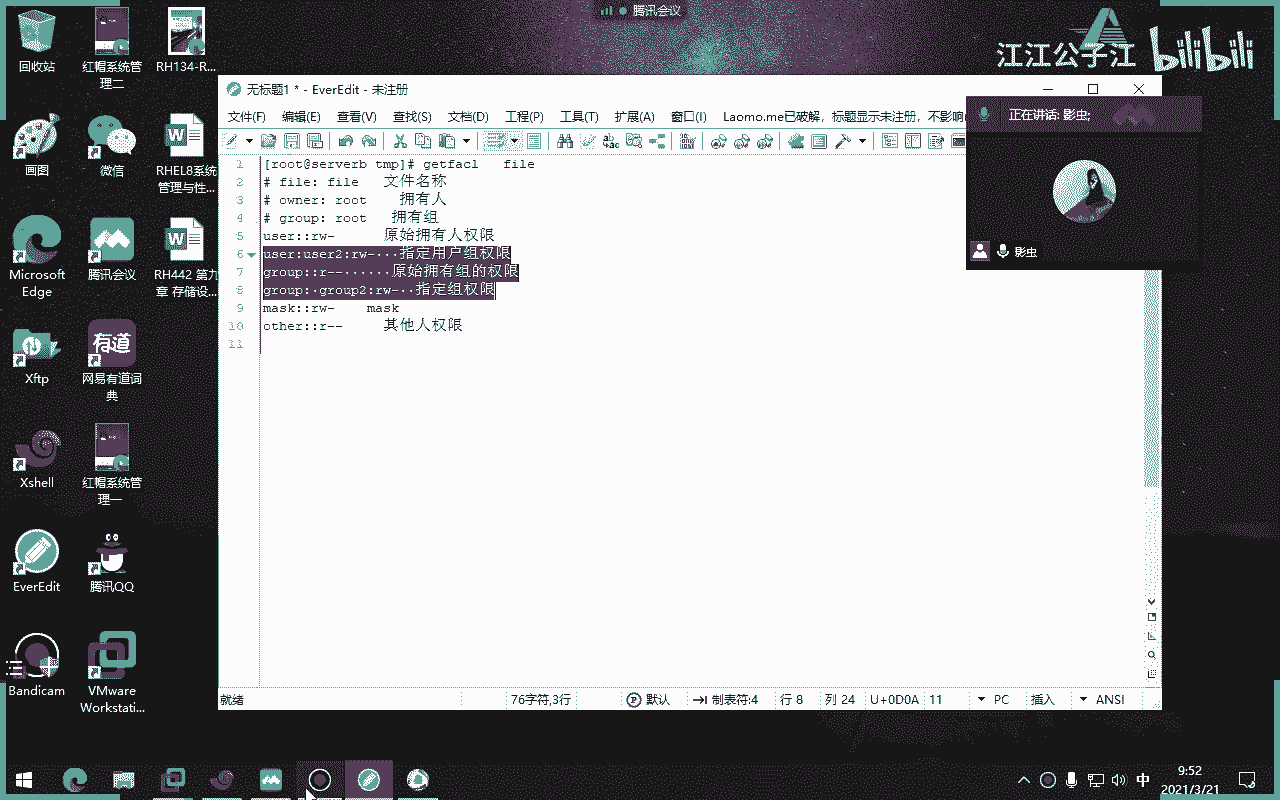 腾讯会议
江江公子江 bilibili
回收站
红帽系统管
理二
RH134-R...
画图
微信
RHEL8系统
管理与性...
Microsoft
Edge
腾讯会议
RH442 第九
章 存储设...
Xftp
有道
网易有道词
典
Xshell
红帽系统管
理一
EverEdit
腾讯QQ
Bandicam
VMware
Workstati...
无标题1 * - EverEdit - 未注册
文件(F) 编辑(E) 查看(V) 查找(S) 文档(D) 工程(P) 工具(T) 扩展(A) 窗口(I) Laomo.me已破解，标题显示未注册，不影响
正在讲话: 影虫;
影虫
1 [root@serverb tmp]# getfacl file
2 # file: file 文件名称
3 # owner: root 拥有人
4 # group: root 拥有组
5 user::rw- 原始拥有人权限
6 user:user2:rw-···指定用户组权限
7 group::r--······原始拥有组的权限
8 group:·group2:rw-··指定组权限
9 mask::rw- mask
10 other::r-- 其他人权限
11
就绪 76字符,3行 默认 制表符:4 行 8 列 24 U+0D0A 11 PC 插入 ANSI
中 9:52
2021/3/21